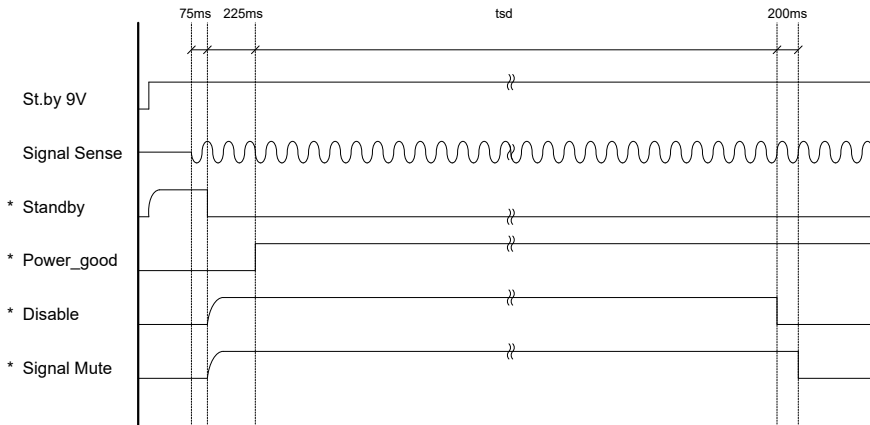 75ms 225ms tsd 200ms
St.by 9V
Signal Sense
* Standby
* Power_good
* Disable
* Signal Mute